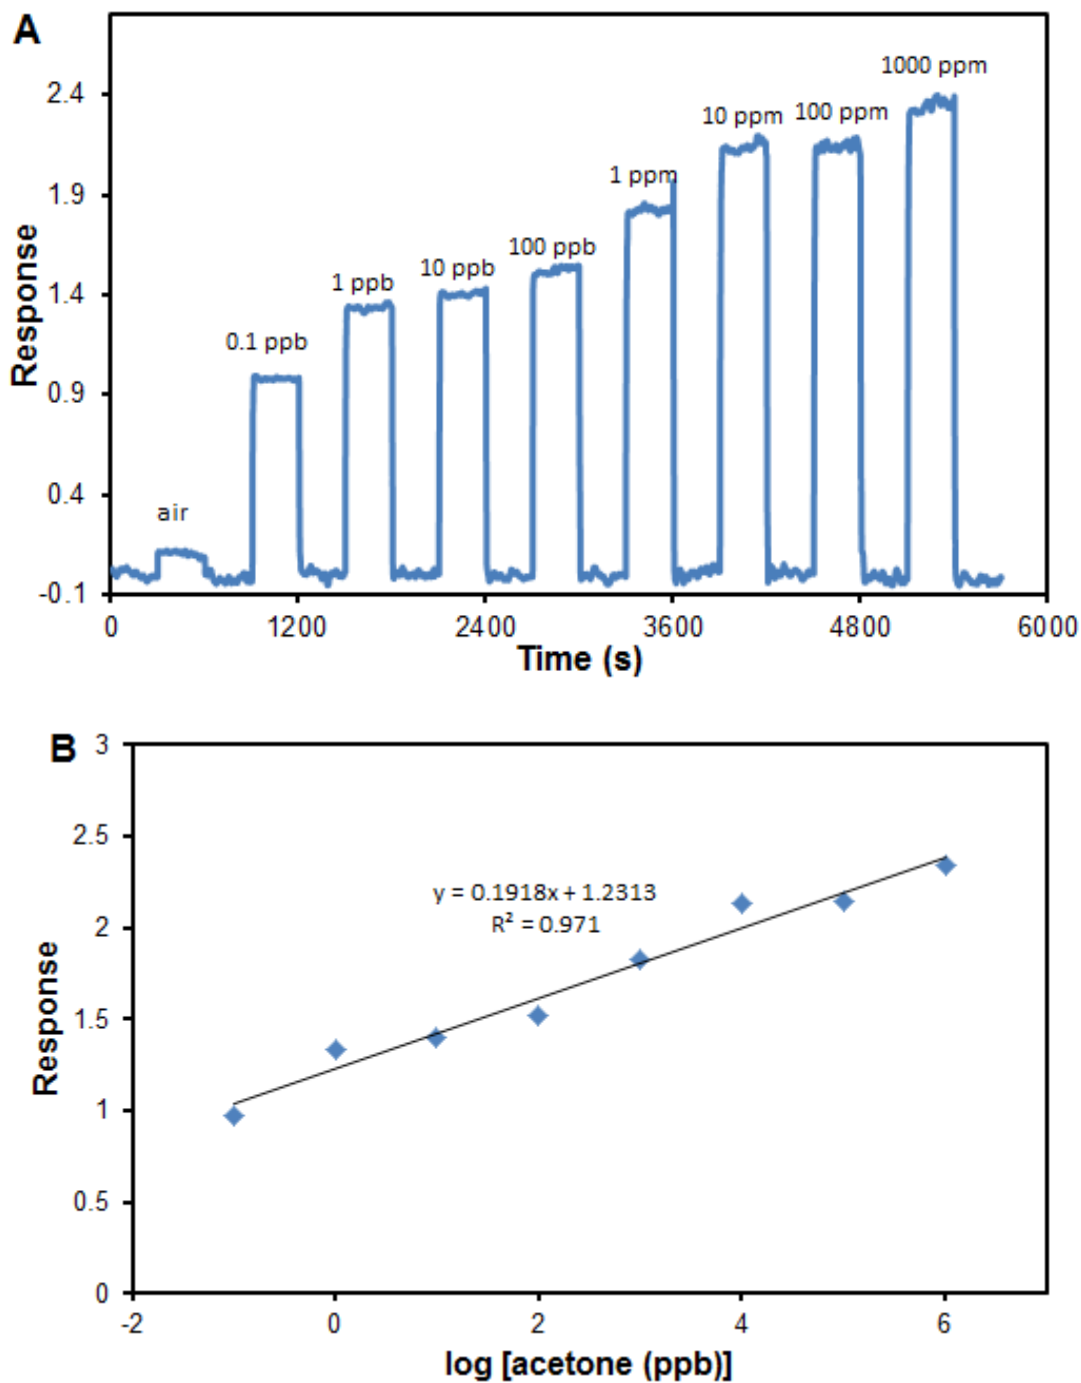 A
1000 ppm
2.4
10 ppm 100 ppm
1.9
1 ppm
100 ppb
10 ppb
1 ppb
1.4
0.1 ppb
0.9
0.4
air
-0.1
Response
0 1200 2400 3600 4800 6000
Time (s)
B
3
2.5
y = 0.1918x + 1.2313
R² = 0.971
2
1.5
1
0.5
0
Response
-2 0 2 4 6
log [acetone (ppb)]